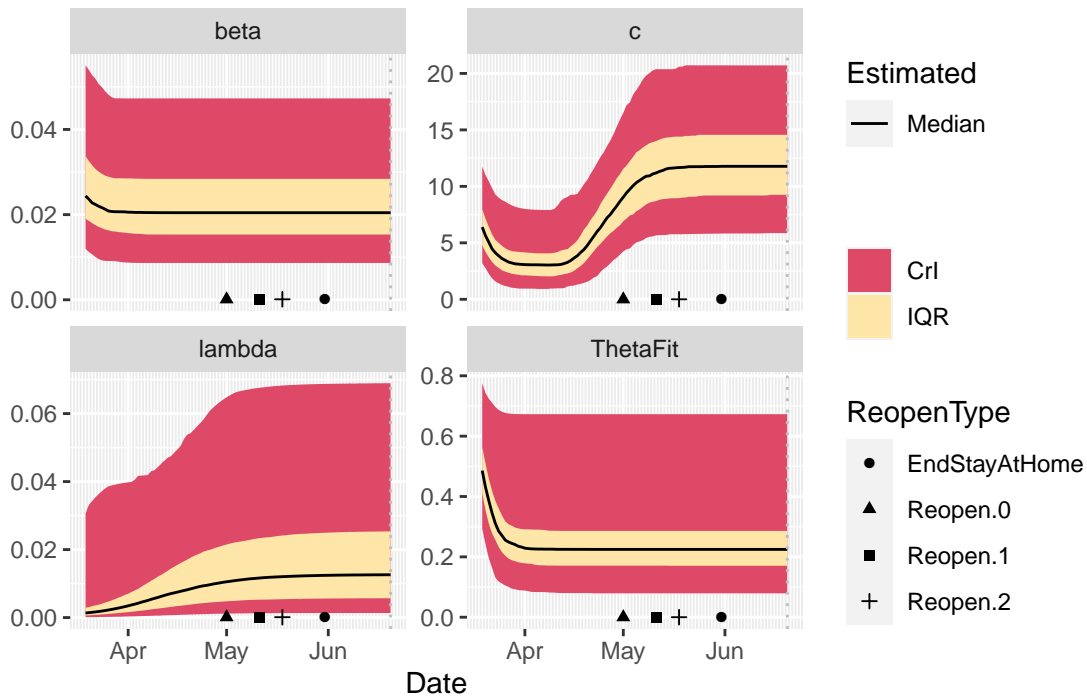 beta
c
0.04
0.02
0.00
20
15
10
5
0
lambda
ThetaFit
0.06
0.04
0.02
0.00
0.8
0.6
0.4
0.2
0.0
Apr
May
Jun
Apr
May
Jun
Date
Estimated
Median
CrI
IQR
ReopenType
EndStayAtHome
Reopen.0
Reopen.1
Reopen.2